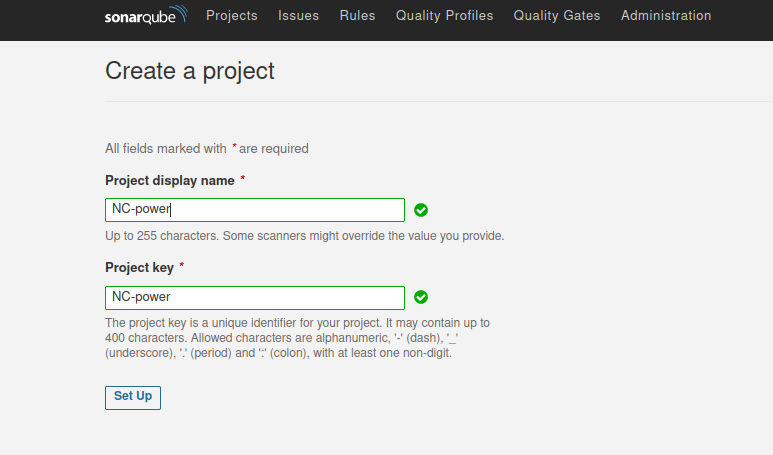 sonarqube Projects Issues Rules Quality Profiles Quality Gates Administration
Create a project
All fields marked with * are required
Project display name *
NC-power
Up to 255 characters. Some scanners might override the value you provide.
Project key *
NC-power
The project key is a unique identifier for your project. It may contain up to
400 characters. Allowed characters are alphanumeric, '-' (dash), '_'
(underscore), '.' (period) and ':' (colon), with at least one non-digit.
Set Up